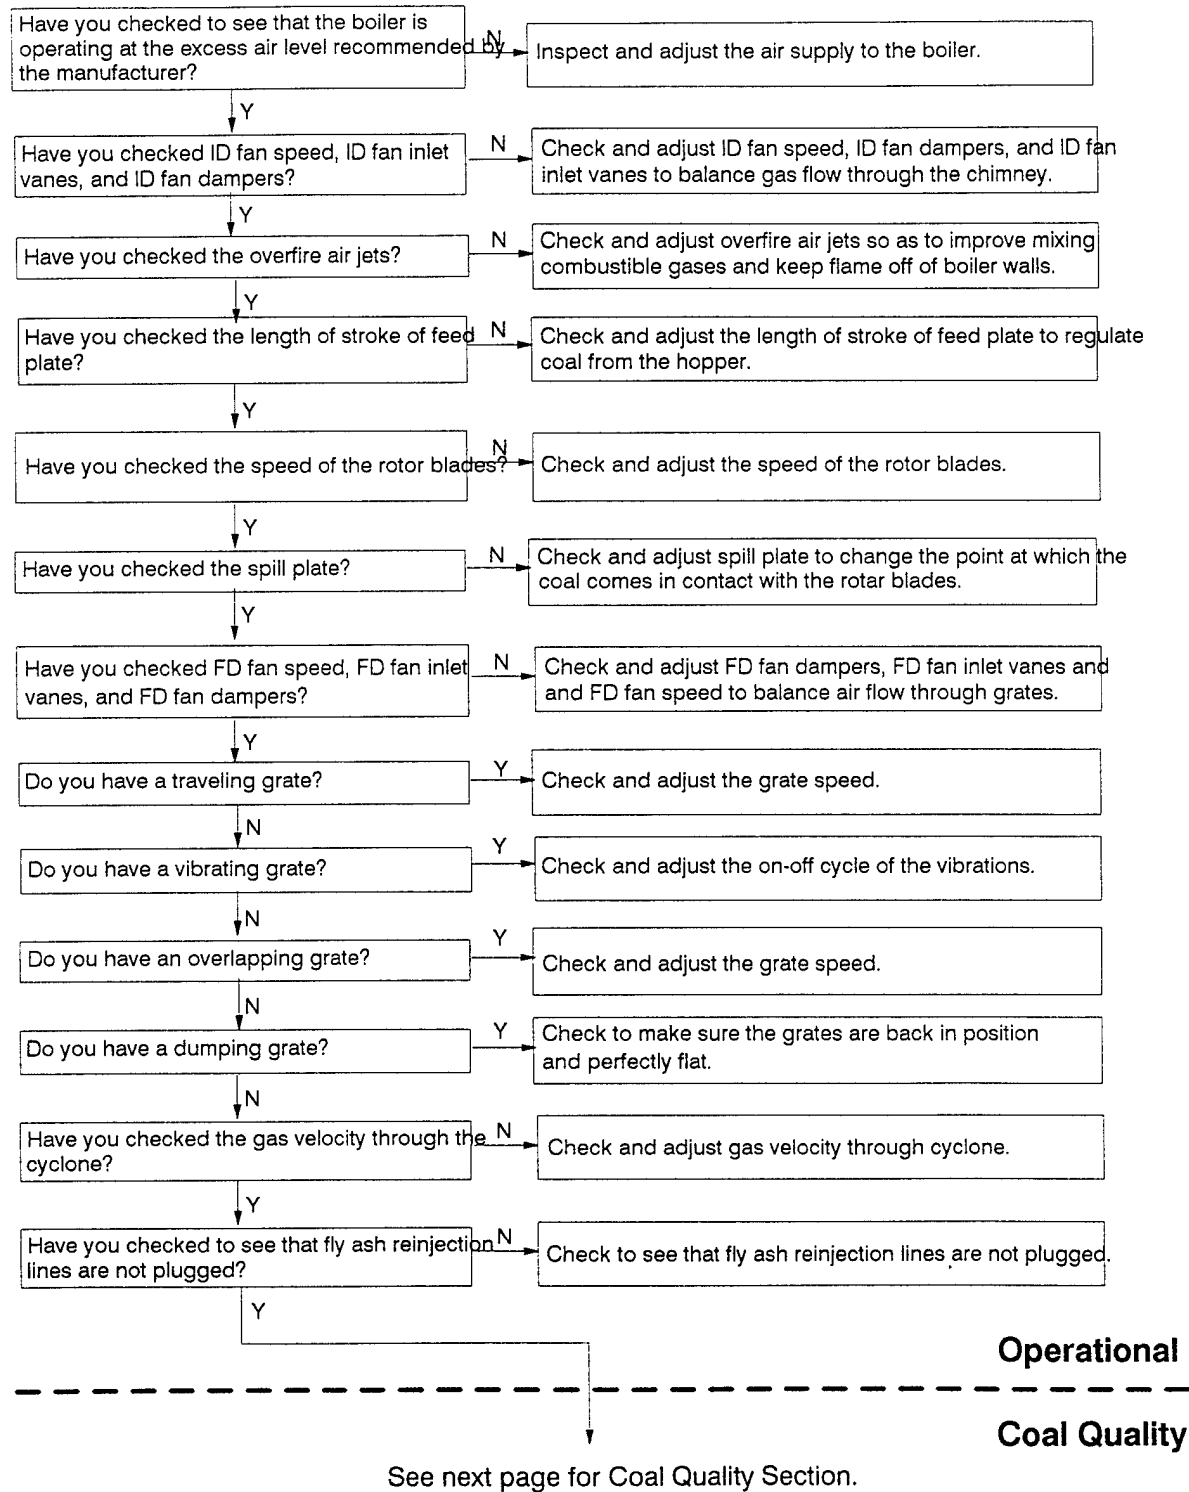 Have you checked to see that the boiler is
operating at the excess air level recommended by
the manufacturer?
N
Inspect and adjust the air supply to the boiler.
Y
Have you checked ID fan speed, ID fan inlet
vanes, and ID fan dampers?
N
Check and adjust ID fan speed, ID fan dampers, and ID fan
inlet vanes to balance gas flow through the chimney.
Y
Have you checked the overfire air jets?
N
Check and adjust overfire air jets so as to improve mixing
combustible gases and keep flame off of boiler walls.
Y
Have you checked the length of stroke of feed
plate?
N
Check and adjust the length of stroke of feed plate to regulate
coal from the hopper.
Y
Have you checked the speed of the rotor blades?
N
Check and adjust the speed of the rotor blades.
Y
Have you checked the spill plate?
N
Check and adjust spill plate to change the point at which the
coal comes in contact with the rotar blades.
Y
Have you checked FD fan speed, FD fan inlet
vanes, and FD fan dampers?
N
Check and adjust FD fan dampers, FD fan inlet vanes and
and FD fan speed to balance air flow through grates.
Y
Do you have a traveling grate?
Y
Check and adjust the grate speed.
N
Do you have a vibrating grate?
Y
Check and adjust the on-off cycle of the vibrations.
N
Do you have an overlapping grate?
Y
Check and adjust the grate speed.
N
Do you have a dumping grate?
Y
Check to make sure the grates are back in position
and perfectly flat.
N
Have you checked the gas velocity through the
cyclone?
N
Check and adjust gas velocity through cyclone.
Y
Have you checked to see that fly ash reinjection
lines are not plugged?
N
Check to see that fly ash reinjection lines are not plugged.
Y
Operational
Coal Quality
See next page for Coal Quality Section.